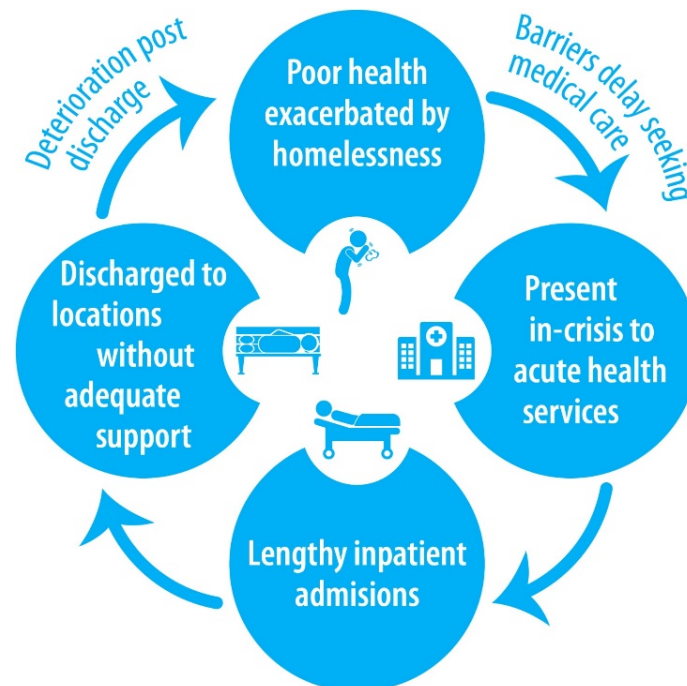 Poor health
exacerbated by
homelessness
Barriers delay seeking
medical care
Present
in-crisis to
acute health
services
Lengthy inpatient
admisions
Discharged to
locations
without
adequate
support
Deterioration post
discharge